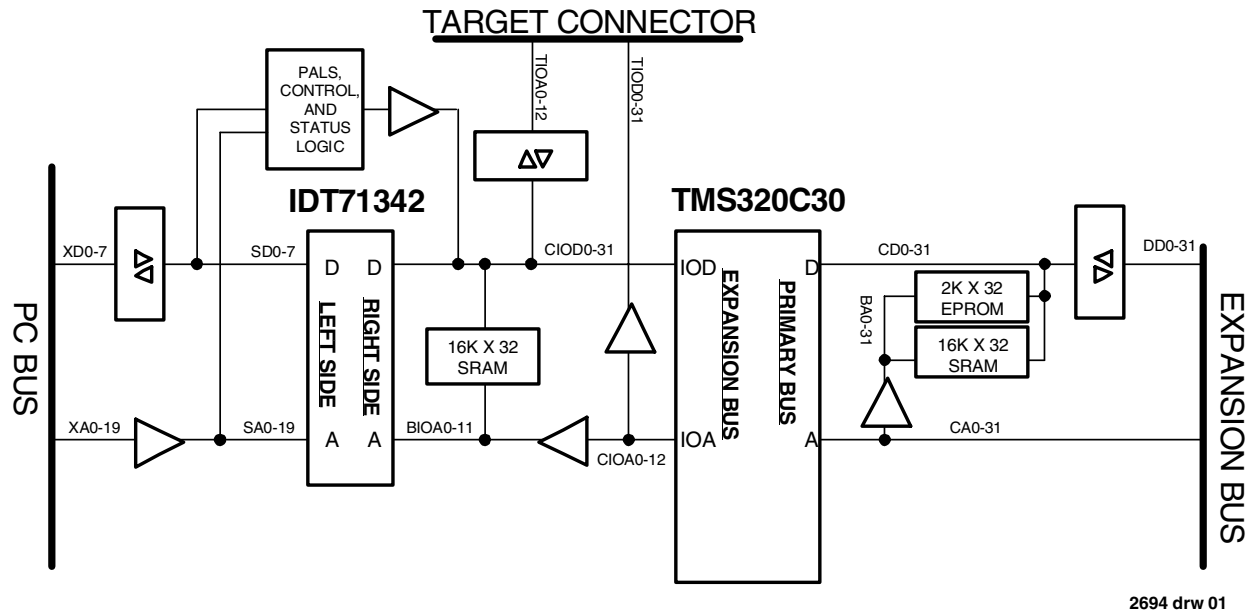 TARGET CONNECTOR
PALS,
CONTROL,
AND
STATUS
LOGIC
TIOA0-12
TIOD0-31
IDT71342
TMS320C30
XD0-7
SD0-7
CIOD0-31
CD0-31
DD0-31
D
D
IOD
D
LEFT SIDE
RIGHT SIDE
EXPANSION BUS
PRIMARY BUS
BA0-31
2K X 32
EPROM
16K X 32
SRAM
16K X 32
SRAM
PC BUS
EXPANSION BUS
XA0-19
SA0-19
A
A
BIOA0-11
CIOA0-12
IOA
A
CA0-31
2694 drw 01